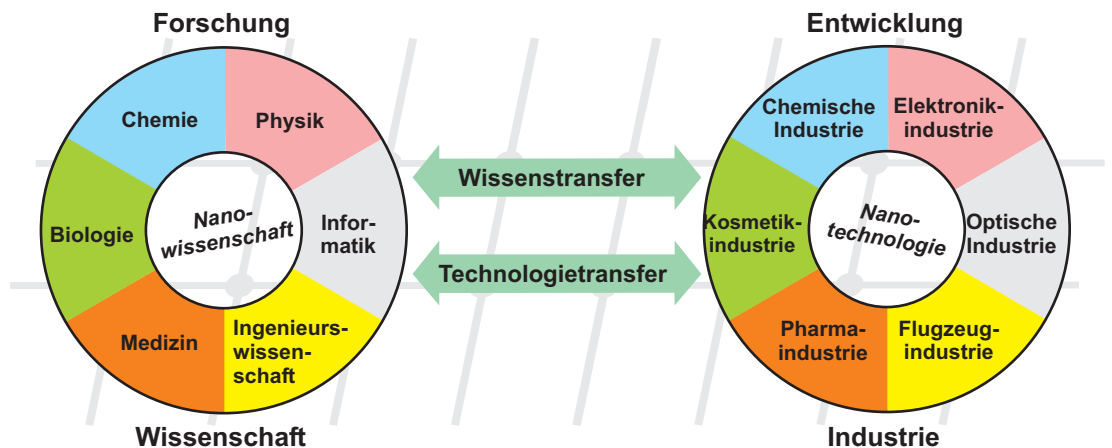 Forschung
Chemie
Physik
Biologie
Nano-
wissenschaft
Infor-
matik
Medizin
Ingenieurs-
wissen-
schaft
Wissenschaft
Wissenstransfer
Technologietransfer
Entwicklung
Chemische
Industrie
Elektronik-
industrie
Kosmetik-
industrie
Nano-
technologie
Optische
Industrie
Pharma-
industrie
Flugzeug-
industrie
Industrie